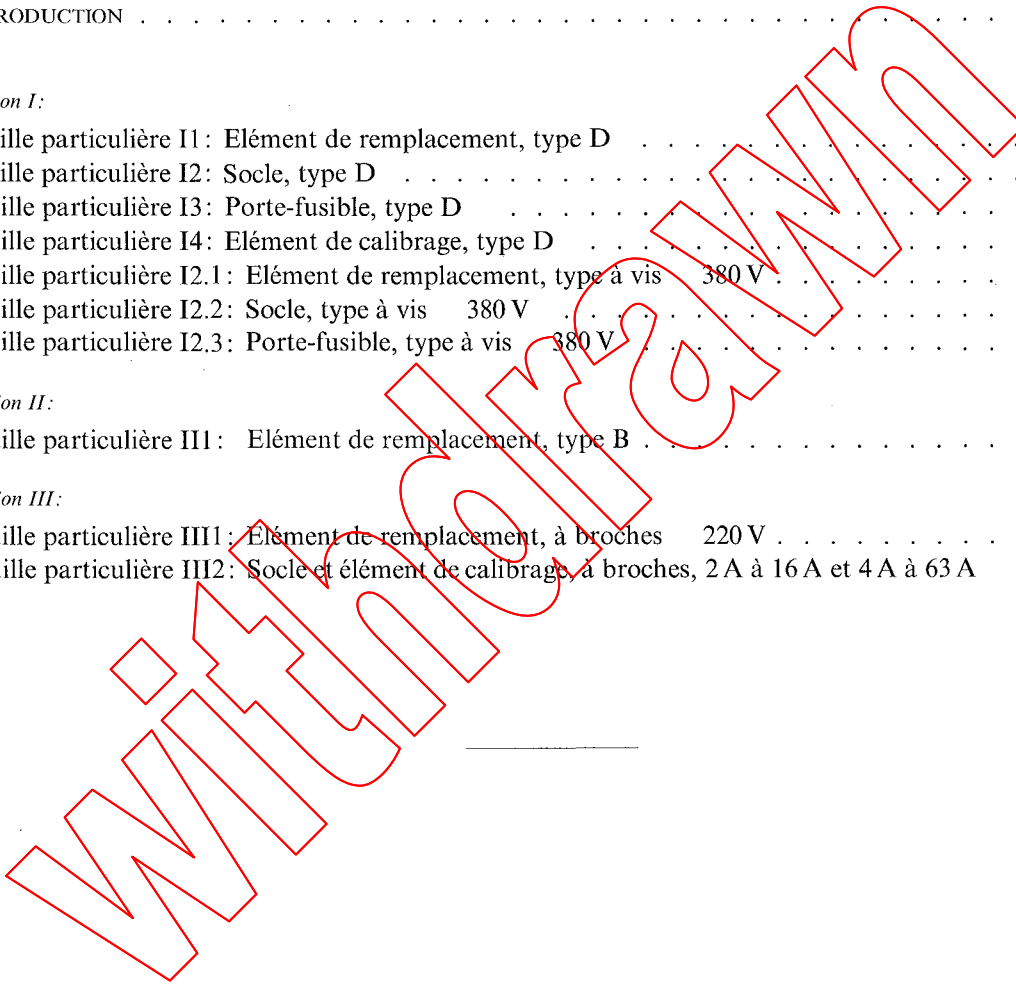 RODUCTION . . . . . . . . . . . . . . . . . . . . . . . . . . . . . . . . .
on I:
ille particulière I1: Elément de remplacement, type D . . . . . . . . . . . . . . .
ille particulière I2: Socle, type D . . . . . . . . . . . . . . . . . . . . . . . .
ille particulière I3: Porte-fusible, type D . . . . . . . . . . . . . . . . . . .
ille particulière I4: Elément de calibrage, type D . . . . . . . . . . . . . . . .
ille particulière I2.1: Elément de remplacement, type à vis 380 V . . . . . . . . .
ille particulière I2.2: Socle, type à vis 380 V . . . . . . . . . . . . . . . . .
ille particulière I2.3: Porte-fusible, type à vis 380 V . . . . . . . . . . . . . .
on II:
ille particulière II1: Elément de remplacement, type B . . . . . . . . . . . . . .
ion III:
ille particulière III1: Elément de remplacement, à broches 220 V . . . . . . . . .
ille particulière III2: Socle et élément de calibrage, à broches, 2 A à 16 A et 4 A à 63 A
withdrawn